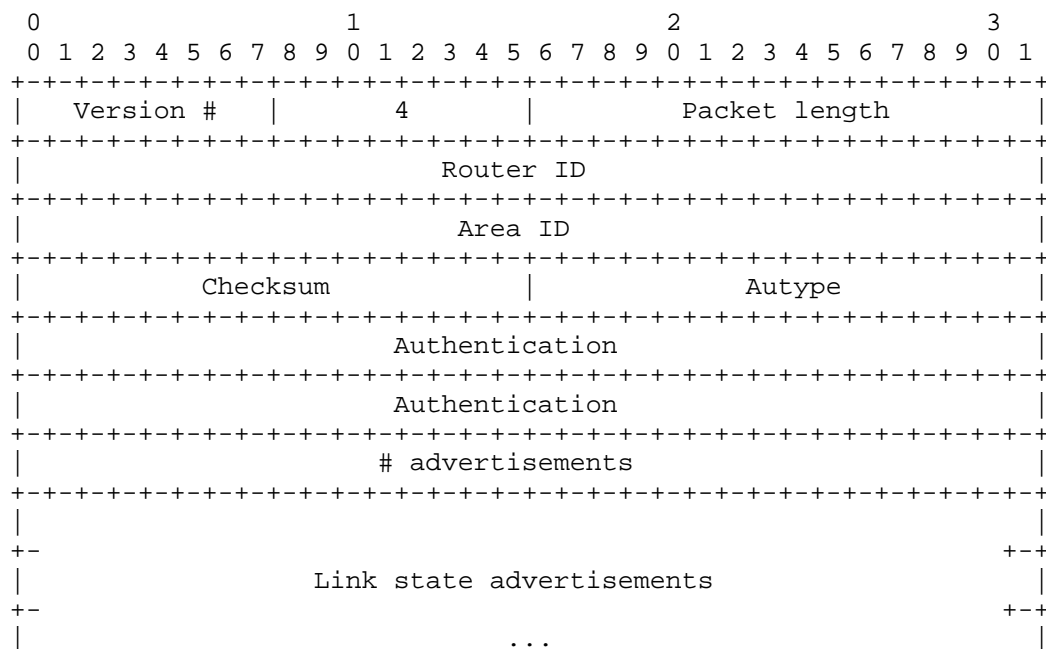 0                   1                   2                   3
 0 1 2 3 4 5 6 7 8 9 0 1 2 3 4 5 6 7 8 9 0 1 2 3 4 5 6 7 8 9 0 1
+-+-+-+-+-+-+-+-+-+-+-+-+-+-+-+-+-+-+-+-+-+-+-+-+-+-+-+-+-+-+-+-+
|   Version #   |       4       |         Packet length         |
+-+-+-+-+-+-+-+-+-+-+-+-+-+-+-+-+-+-+-+-+-+-+-+-+-+-+-+-+-+-+-+-+
|                          Router ID                            |
+-+-+-+-+-+-+-+-+-+-+-+-+-+-+-+-+-+-+-+-+-+-+-+-+-+-+-+-+-+-+-+-+
|                           Area ID                             |
+-+-+-+-+-+-+-+-+-+-+-+-+-+-+-+-+-+-+-+-+-+-+-+-+-+-+-+-+-+-+-+-+
|           Checksum            |             Autype            |
+-+-+-+-+-+-+-+-+-+-+-+-+-+-+-+-+-+-+-+-+-+-+-+-+-+-+-+-+-+-+-+-+
|                       Authentication                          |
+-+-+-+-+-+-+-+-+-+-+-+-+-+-+-+-+-+-+-+-+-+-+-+-+-+-+-+-+-+-+-+-+
|                       Authentication                          |
+-+-+-+-+-+-+-+-+-+-+-+-+-+-+-+-+-+-+-+-+-+-+-+-+-+-+-+-+-+-+-+-+
|                      # advertisements                         |
+-+-+-+-+-+-+-+-+-+-+-+-+-+-+-+-+-+-+-+-+-+-+-+-+-+-+-+-+-+-+-+-+
|                                                               |
+-                                                            +-+
|                  Link state advertisements                    |
+-                                                            +-+
|                              ...                              |